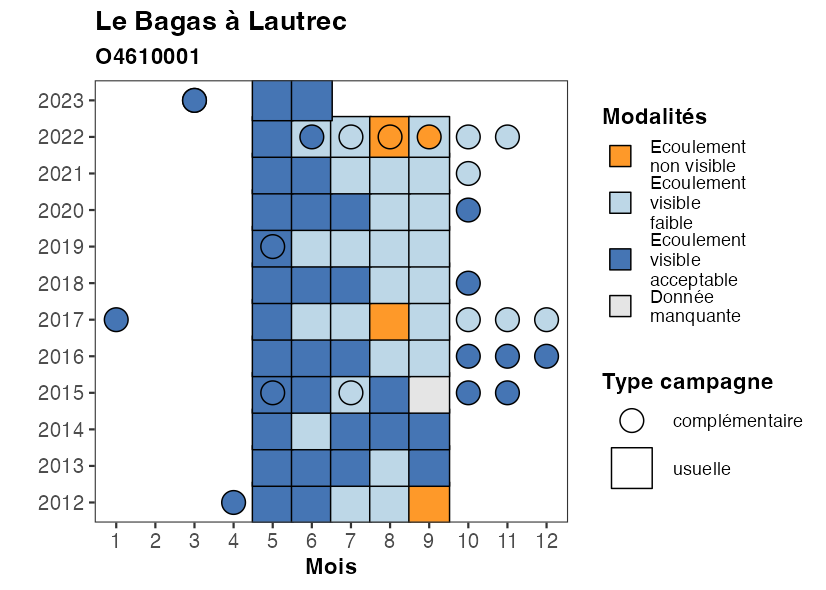 Le Bagas à Lautrec
O4610001
2023
2022
2021
2020
2019
2018
2017
2016
2015
2014
2013
2012
1 2 3 4 5 6 7 8 9 10 11 12
Mois
Modalités
Ecoulement
non visible
Ecoulement
visible
faible
Ecoulement
visible
acceptable
Donnée
manquante
Type campagne
complémentaire
usuelle